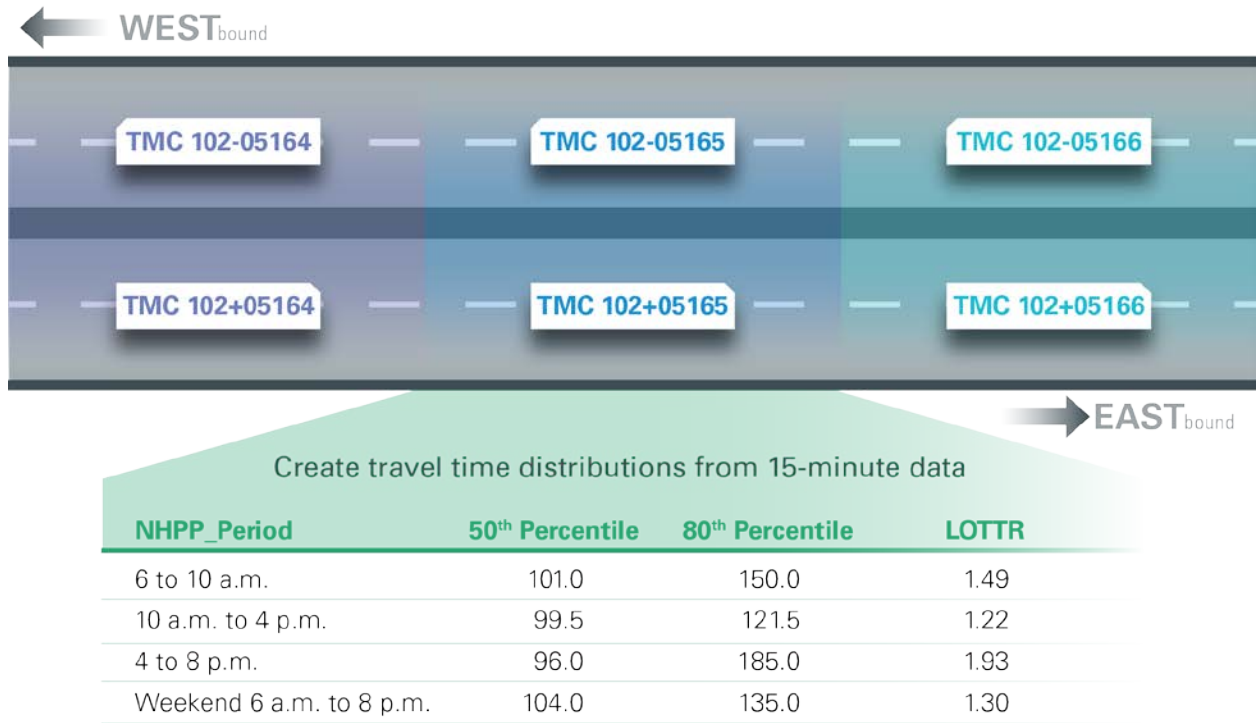 WESTbound
TMC 102-05164 TMC 102-05165 TMC 102-05166
TMC 102+05164 TMC 102+05165 TMC 102+05166
EASTbound
Create travel time distributions from 15-minute data
NHPP_Period 50th Percentile 80th Percentile LOTTR
6 to 10 a.m. 101.0 150.0 1.49
10 a.m. to 4 p.m. 99.5 121.5 1.22
4 to 8 p.m. 96.0 185.0 1.93
Weekend 6 a.m. to 8 p.m. 104.0 135.0 1.30